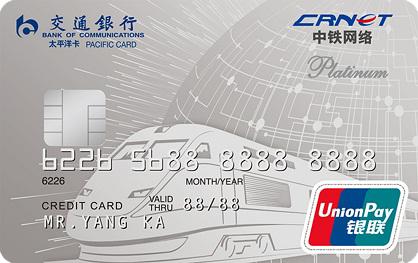 交通銀行
BANK OF COMMUNICATIONS
太平洋卡 PACIFIC CARD
CRNET
中铁网络
Platinum
6226 5688 8888 8888
6226
MONTH/YEAR
CREDIT CARD VALID THRU 88/88
MR.YANG KA
UnionPay
银联